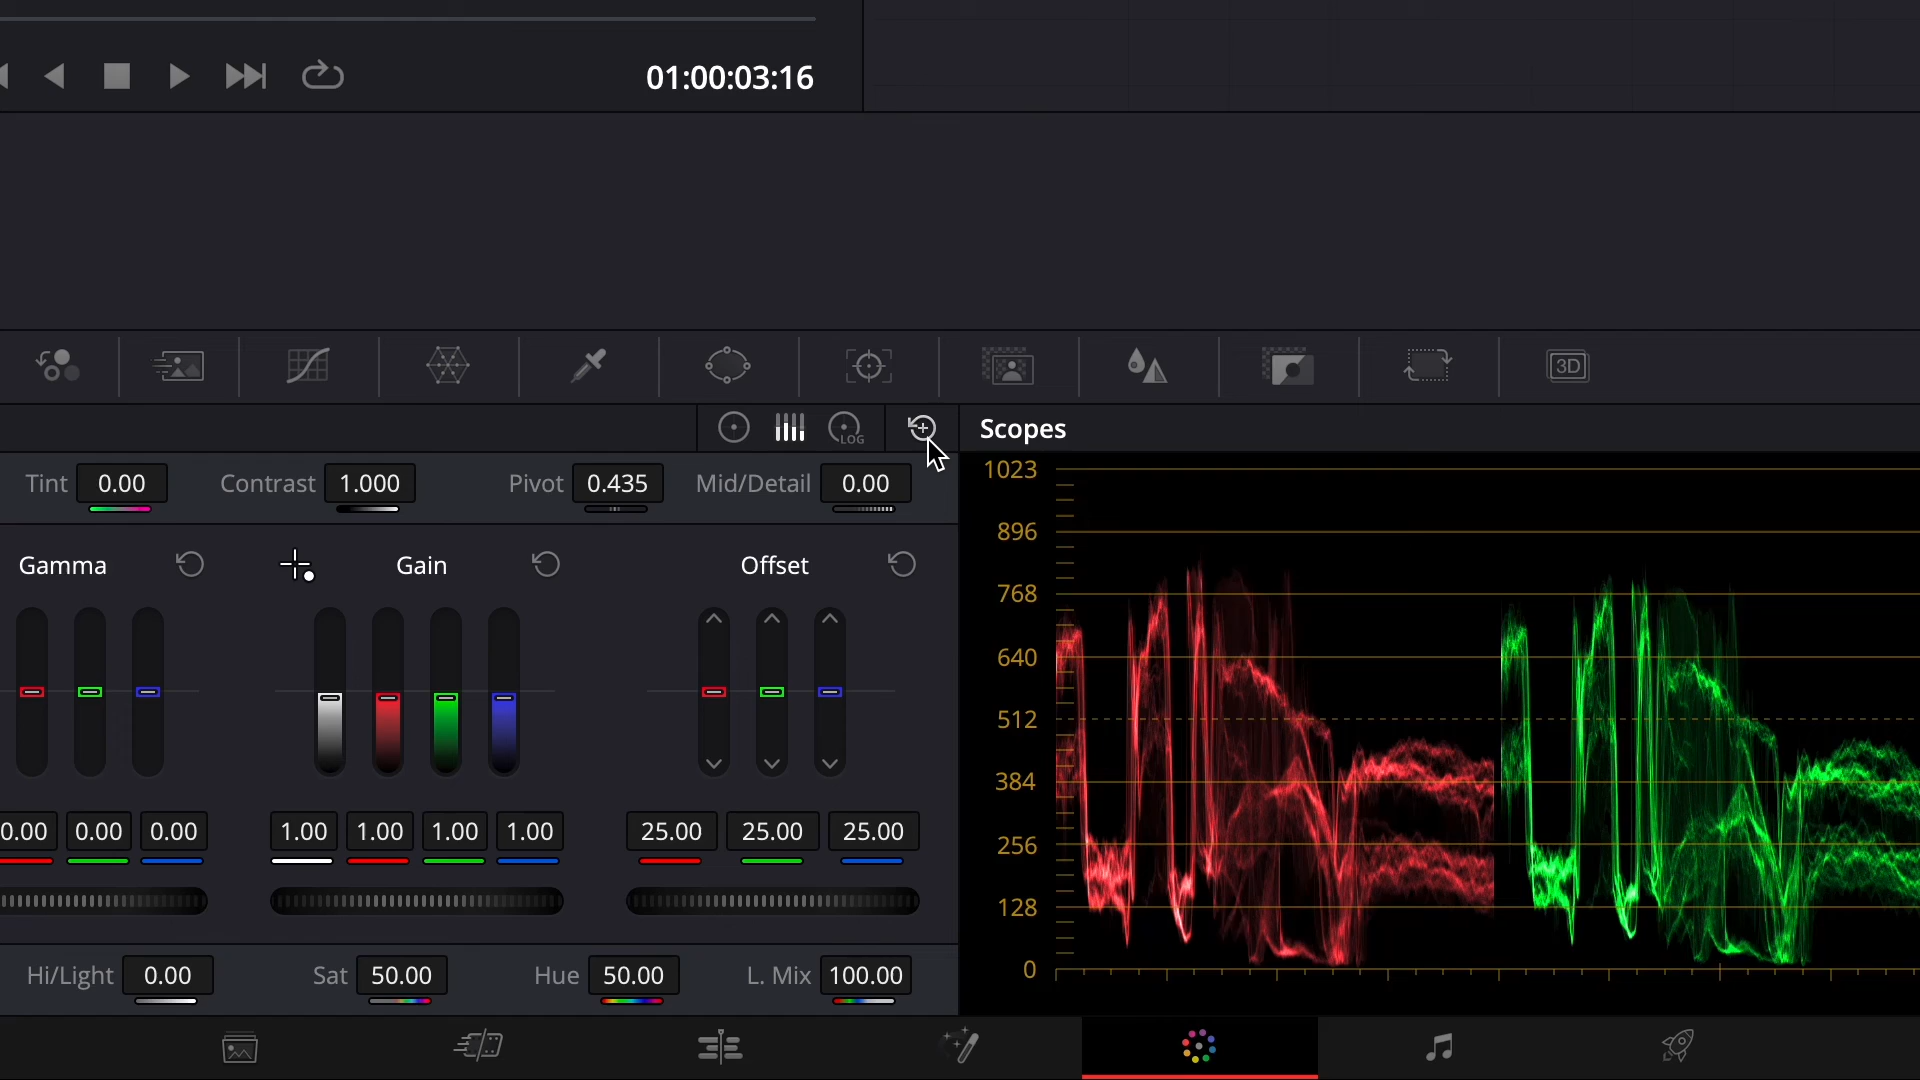 01:00:03:16
3D
LOG
Scopes
Tint 0.00 Contrast 1.000 Pivot 0.435 Mid/Detail 0.00
Gamma Gain Offset
0.00 0.00 0.00 1.00 1.00 1.00 1.00 25.00 25.00 25.00
Hi/Light 0.00 Sat 50.00 Hue 50.00 L. Mix 100.00
1023
896
768
640
512
384
256
128
0